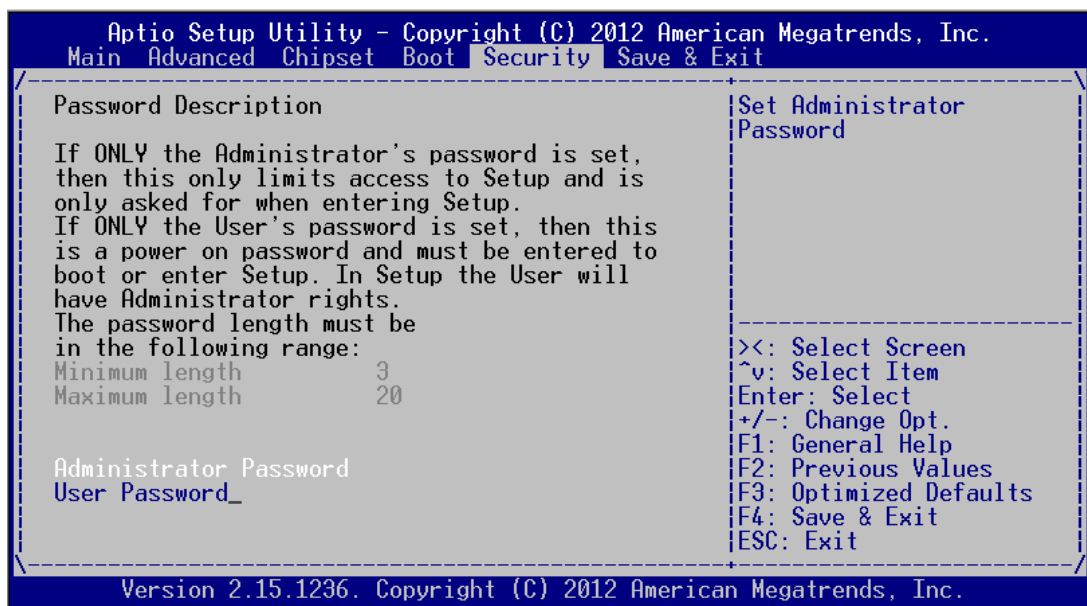 Aptio Setup Utility - Copyright (C) 2012 American Megatrends, Inc.
Main Advanced Chipset Boot Security Save & Exit
Password Description
If ONLY the Administrator's password is set,
then this only limits access to Setup and is
only asked for when entering Setup.
If ONLY the User's password is set, then this
is a power on password and must be entered to
boot or enter Setup. In Setup the User will
have Administrator rights.
The password length must be
in the following range:
Minimum length 3
Maximum length 20
Administrator Password
User Password_
Set Administrator
Password
><: Select Screen
^v: Select Item
Enter: Select
+/-: Change Opt.
F1: General Help
F2: Previous Values
F3: Optimized Defaults
F4: Save & Exit
ESC: Exit
Version 2.15.1236. Copyright (C) 2012 American Megatrends, Inc.